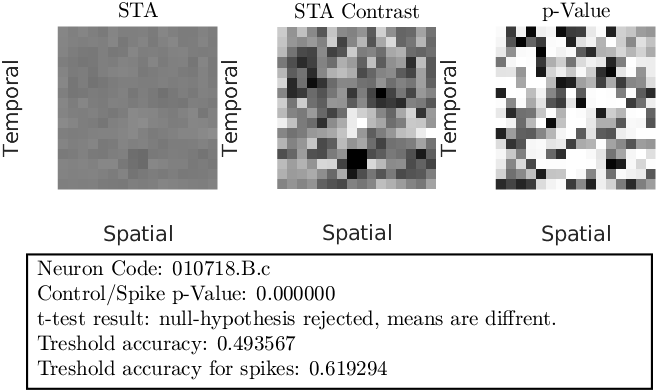 STA
STA Contrast
p-Value
Temporal
Temporal
Temporal
Spatial
Spatial
Spatial
Neuron Code: 010718.B.c
Control/Spike p-Value: 0.000000
t-test result: null-hypothesis rejected, means are diffrent.
Treshold accuracy: 0.493567
Treshold accuracy for spikes: 0.619294